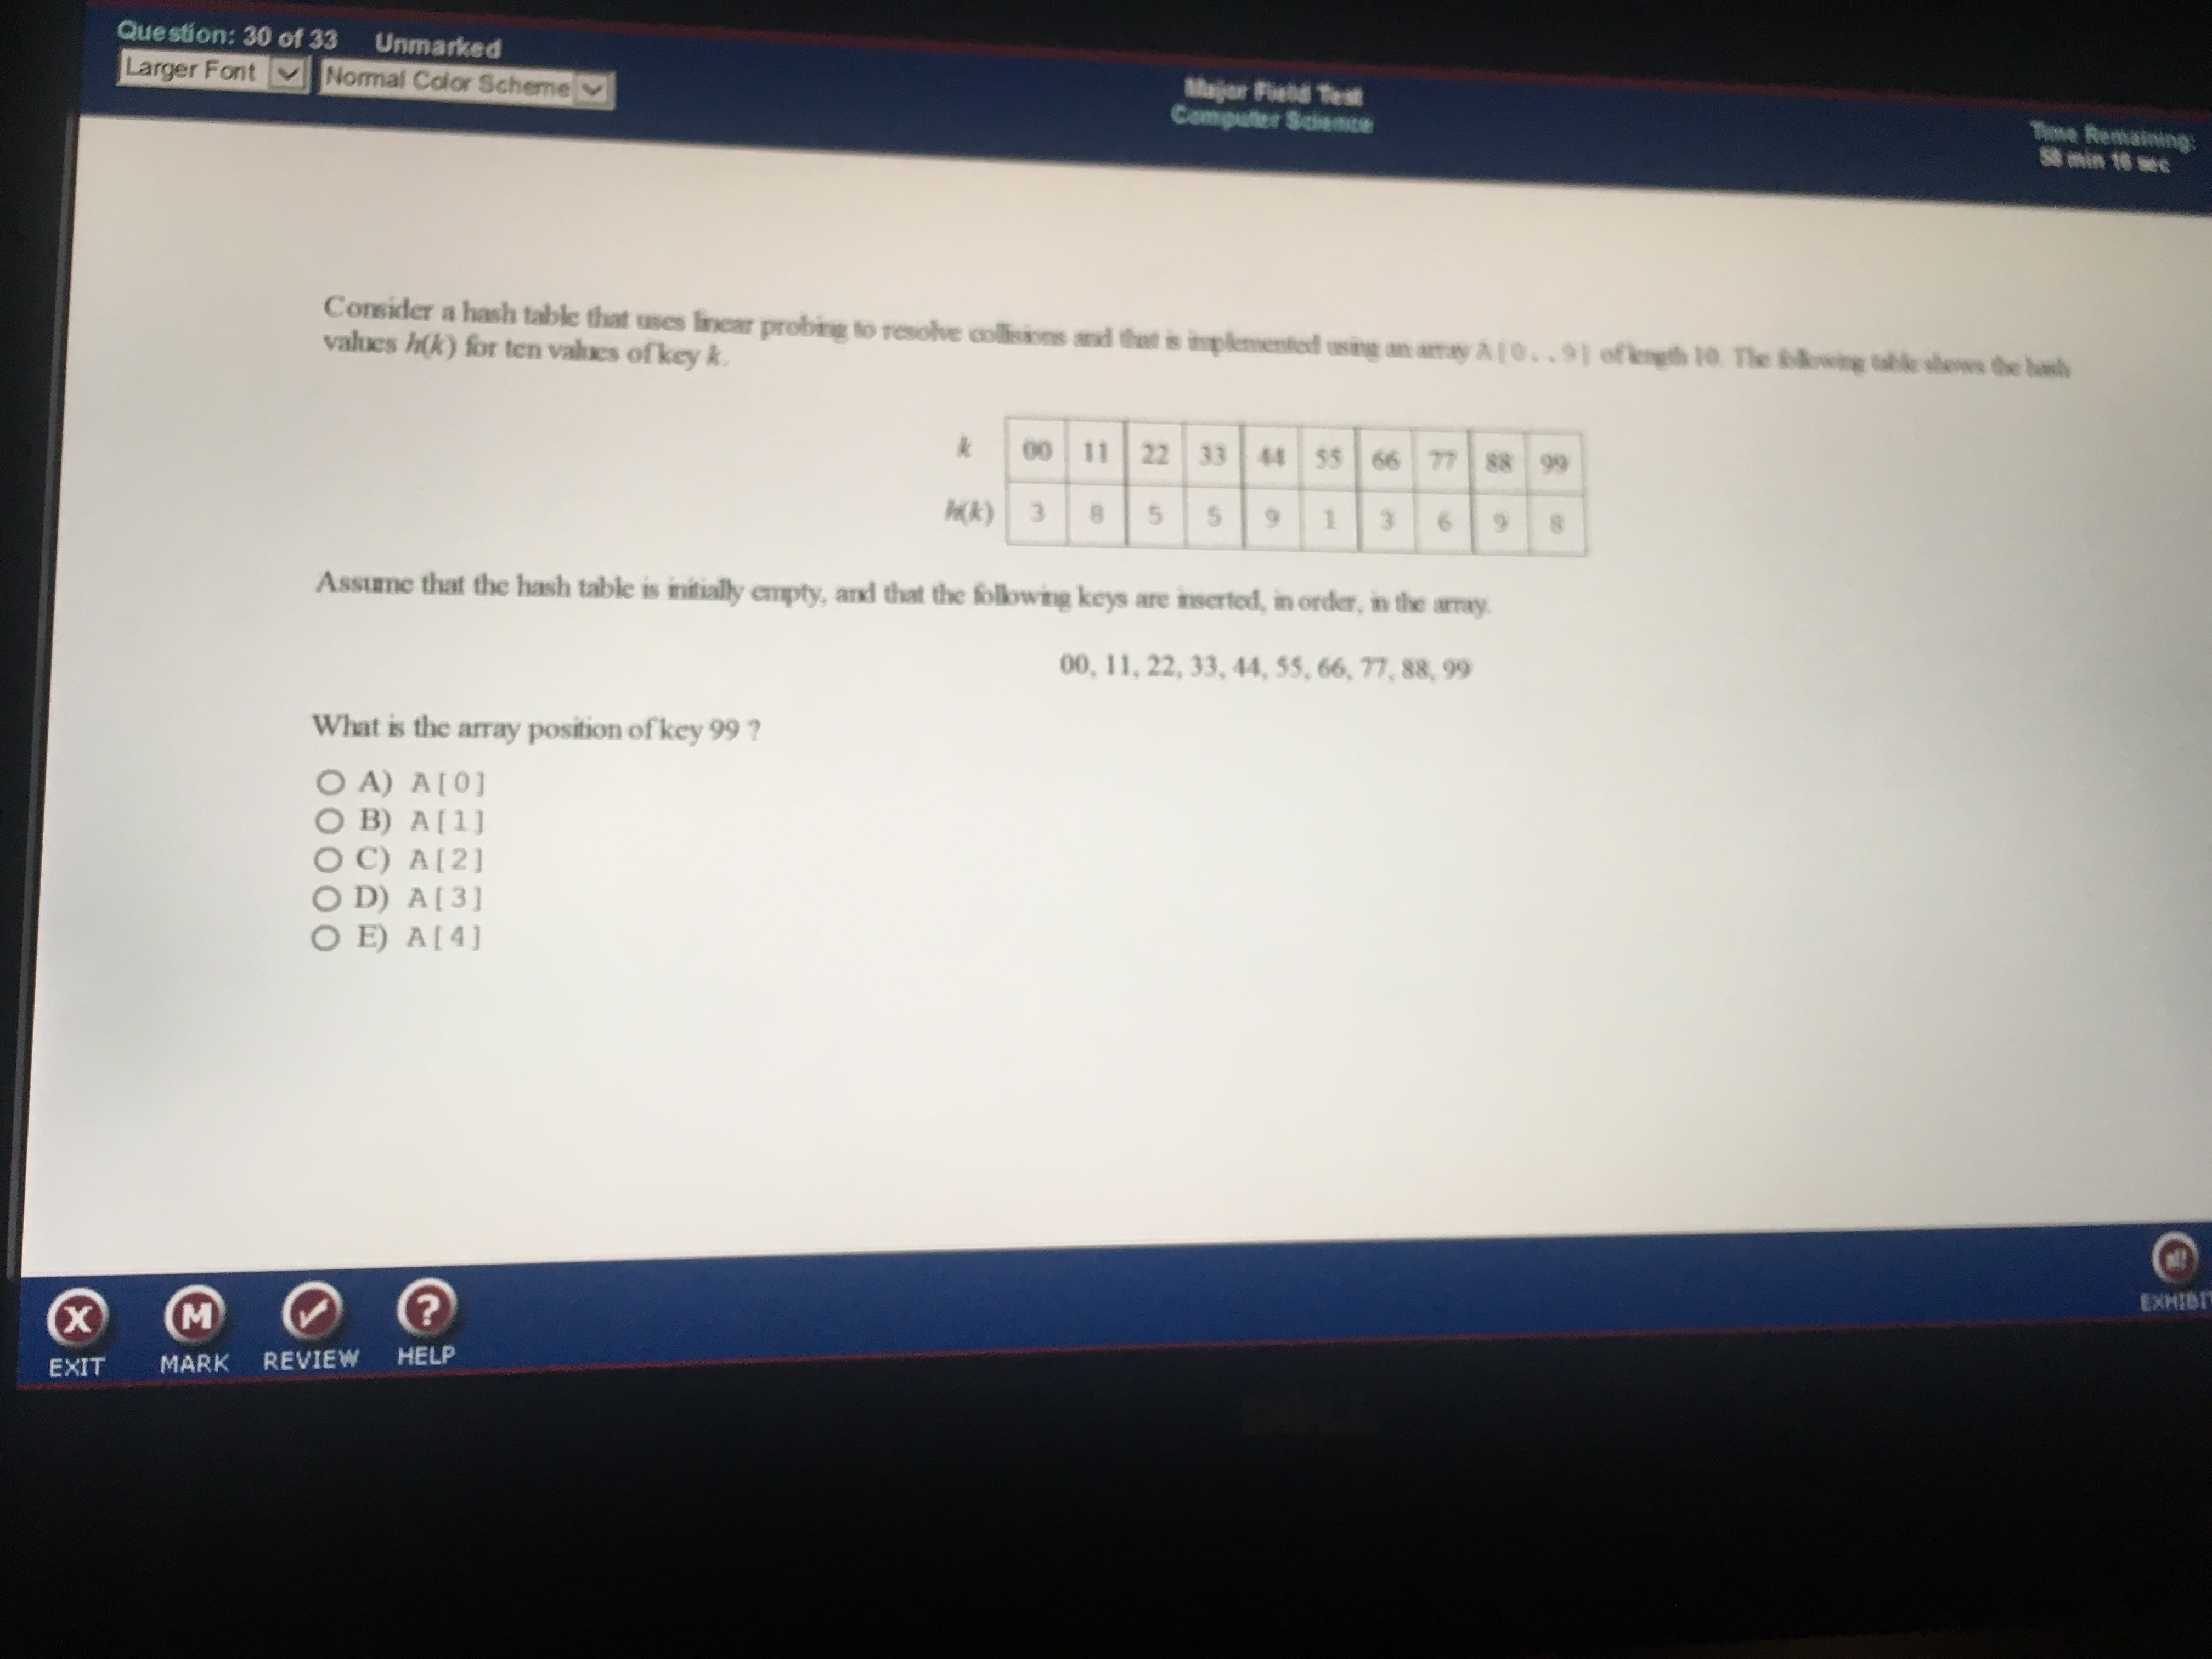 Question: 30 of 33 Unmarked
Larger Font Normal Color Scheme
Major Field Test
Computer Science
Time Remaining:
58 min 16 sec
Consider a hash table that uses linear probing to resolve collisions and that is implemented using an array A[0..9] of length 10. The following table shows the hash
values h(k) for ten values of key k.
k 00 11 22 33 44 55 66 77 88 99
h(k) 3 8 5 5 9 1 3 6 9 8
Assume that the hash table is initially empty, and that the following keys are inserted, in order, in the array.
00, 11, 22, 33, 44, 55, 66, 77, 88, 99
What is the array position of key 99 ?
A) A[0]
B) A[1]
C) A[2]
D) A[3]
E) A[4]
X M ?
EXIT MARK REVIEW HELP
EXHIBIT